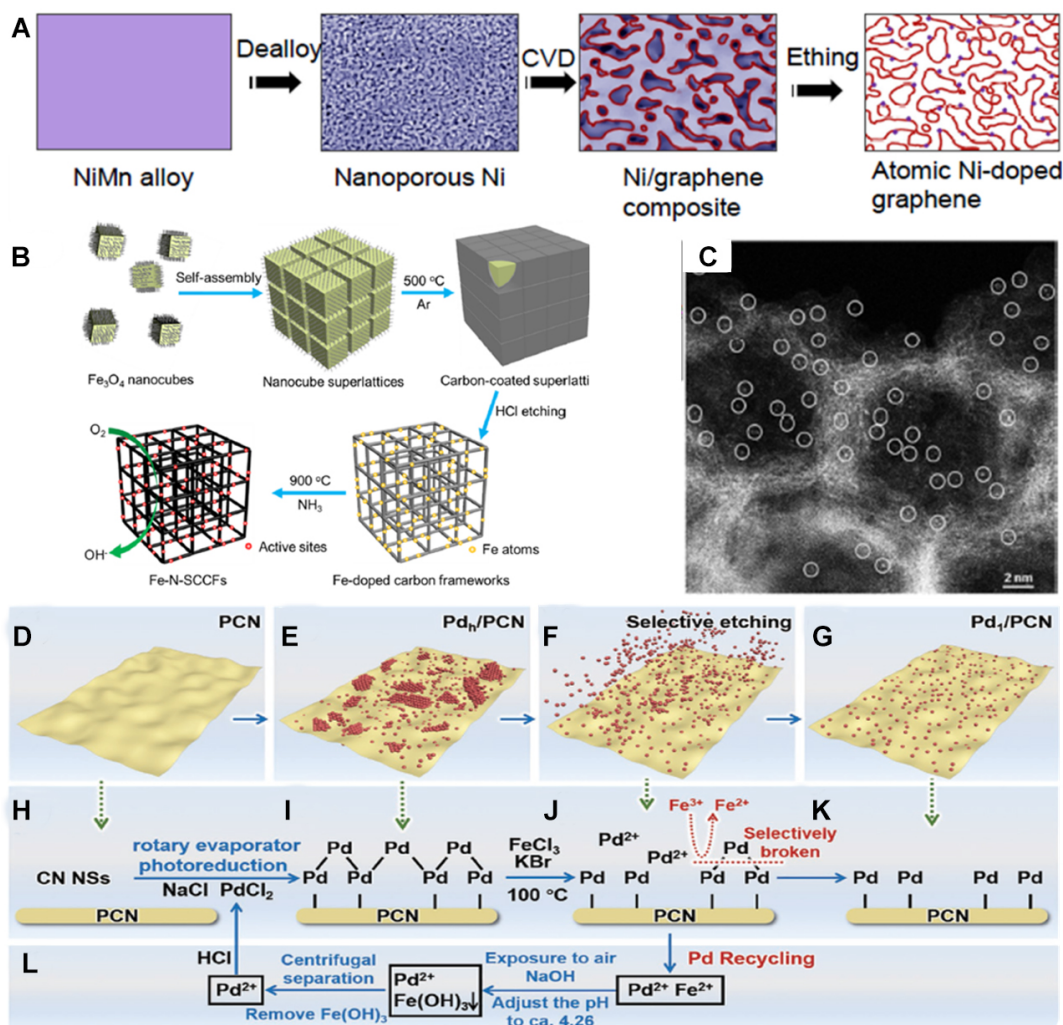 A
Dealloy
CVD
Ething
NiMn alloy
Nanoporous Ni
Ni/graphene
composite
Atomic Ni-doped
graphene
B
Self-assembly
500 °C
Ar
Fe₃O₄ nanocubes
Nanocube superlattices
Carbon-coated superlatti
HCl etching
O₂
OH⁻
900 °C
NH₃
Active sites
Fe atoms
Fe-N-SCCFs
Fe-doped carbon frameworks
C
2 nm
D
PCN
E
Pdₕ/PCN
F
Selective etching
G
Pd₁/PCN
H
CN NSs
rotary evaporator
photoreduction
NaCl PdCl₂
PCN
I
Pd Pd Pd
Pd Pd Pd Pd
PCN
FeCl₃
KBr
100 °C
J
Fe³⁺ Fe²⁺
Pd²⁺
Pd²⁺
Pd
Selectively
broken
Pd Pd Pd Pd
PCN
K
Pd Pd Pd Pd
PCN
L
HCl
Pd²⁺
Centrifugal
separation
Remove Fe(OH)₃
Pd²⁺
Fe(OH)₃↓
Exposure to air
NaOH
Adjust the pH
to ca. 4.26
Pd Recycling
Pd²⁺ Fe²⁺